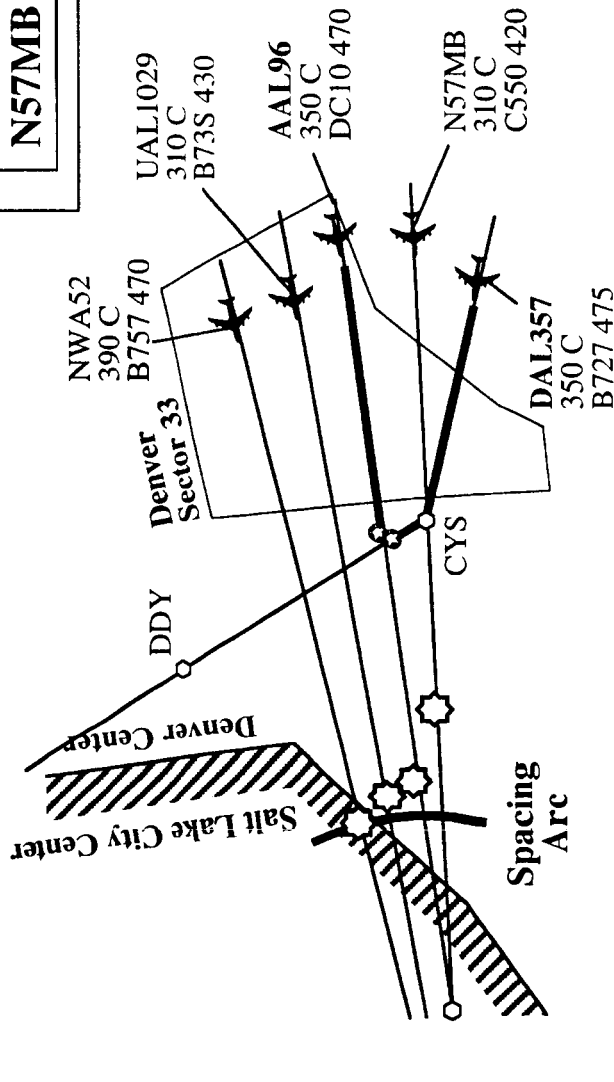 N57MB
NWA52
390 C
B757 470
UAL1029
310 C
B73S 430
AAL96
350 C
DC10 470
N57MB
310 C
C550 420
DAL357
350 C
B727 475
Denver
Sector 33
DDY
CYS
Denver Center
Salt Lake City Center
Spacing
Arc